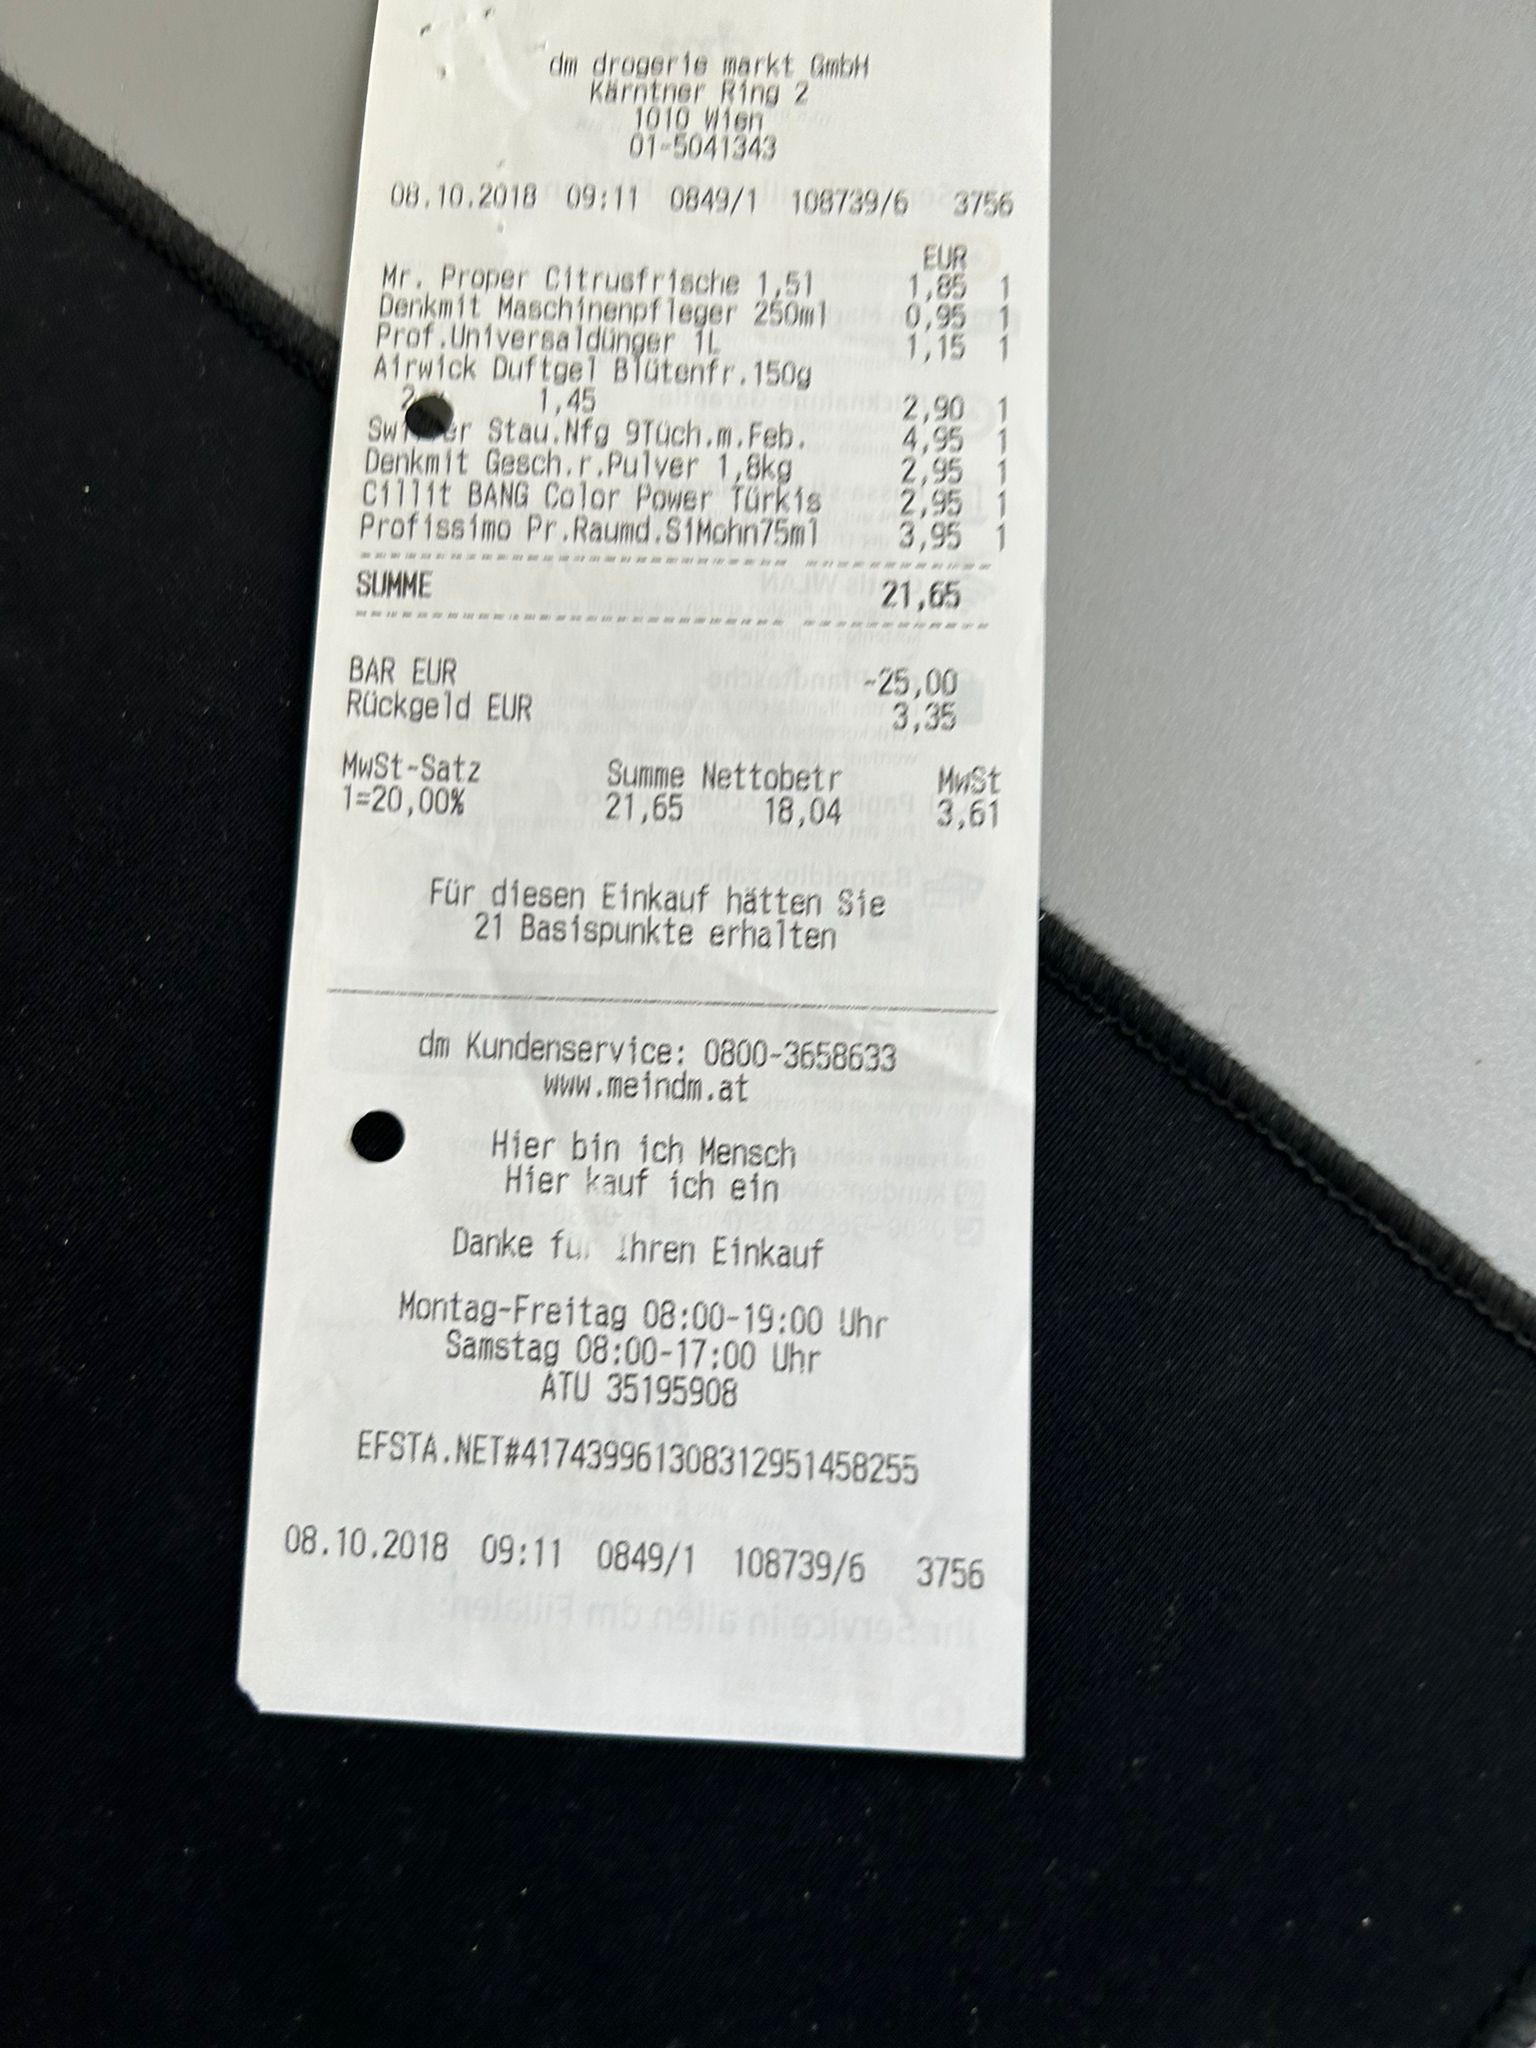 dm drogerie markt GmbH
Kärntner Ring 2
1010 Wien
01-5041343
08.10.2018 09:11 0849/1 108739/6 3756
EUR
Mr. Proper Citrusfrische 1,5l 1,85 1
Denkmit Maschinenpfleger 250ml 0,95 1
Prof.Universaldünger 1L 1,15 1
Airwick Duftgel Blütenfr.150g
2 1,45 2,90 1
Stau.Nfg 9Tüch.m.Feb. 4,95 1
Denkmit Gesch.r.Pulver 1,8kg 2,95 1
Cillit BANG Color Power Türkis 2,95 1
Profissimo Pr.Raumd.SiMohn75ml 3,95 1
SUMME 21,65
BAR EUR -25,00
Rückgeld EUR 3,35
MwSt-Satz Summe Nettobetr MwSt
1=20,00% 21,65 18,04 3,61
Für diesen Einkauf hätten Sie
21 Basispunkte erhalten
dm Kundenservice: 0800-3658633
www.meindm.at
Hier bin ich Mensch
Hier kauf ich ein
Danke für Ihren Einkauf
Montag-Freitag 08:00-19:00 Uhr
Samstag 08:00-17:00 Uhr
ATU 35195908
EFSTA.NET#417439961308312951458255
08.10.2018 09:11 0849/1 108739/6 3756